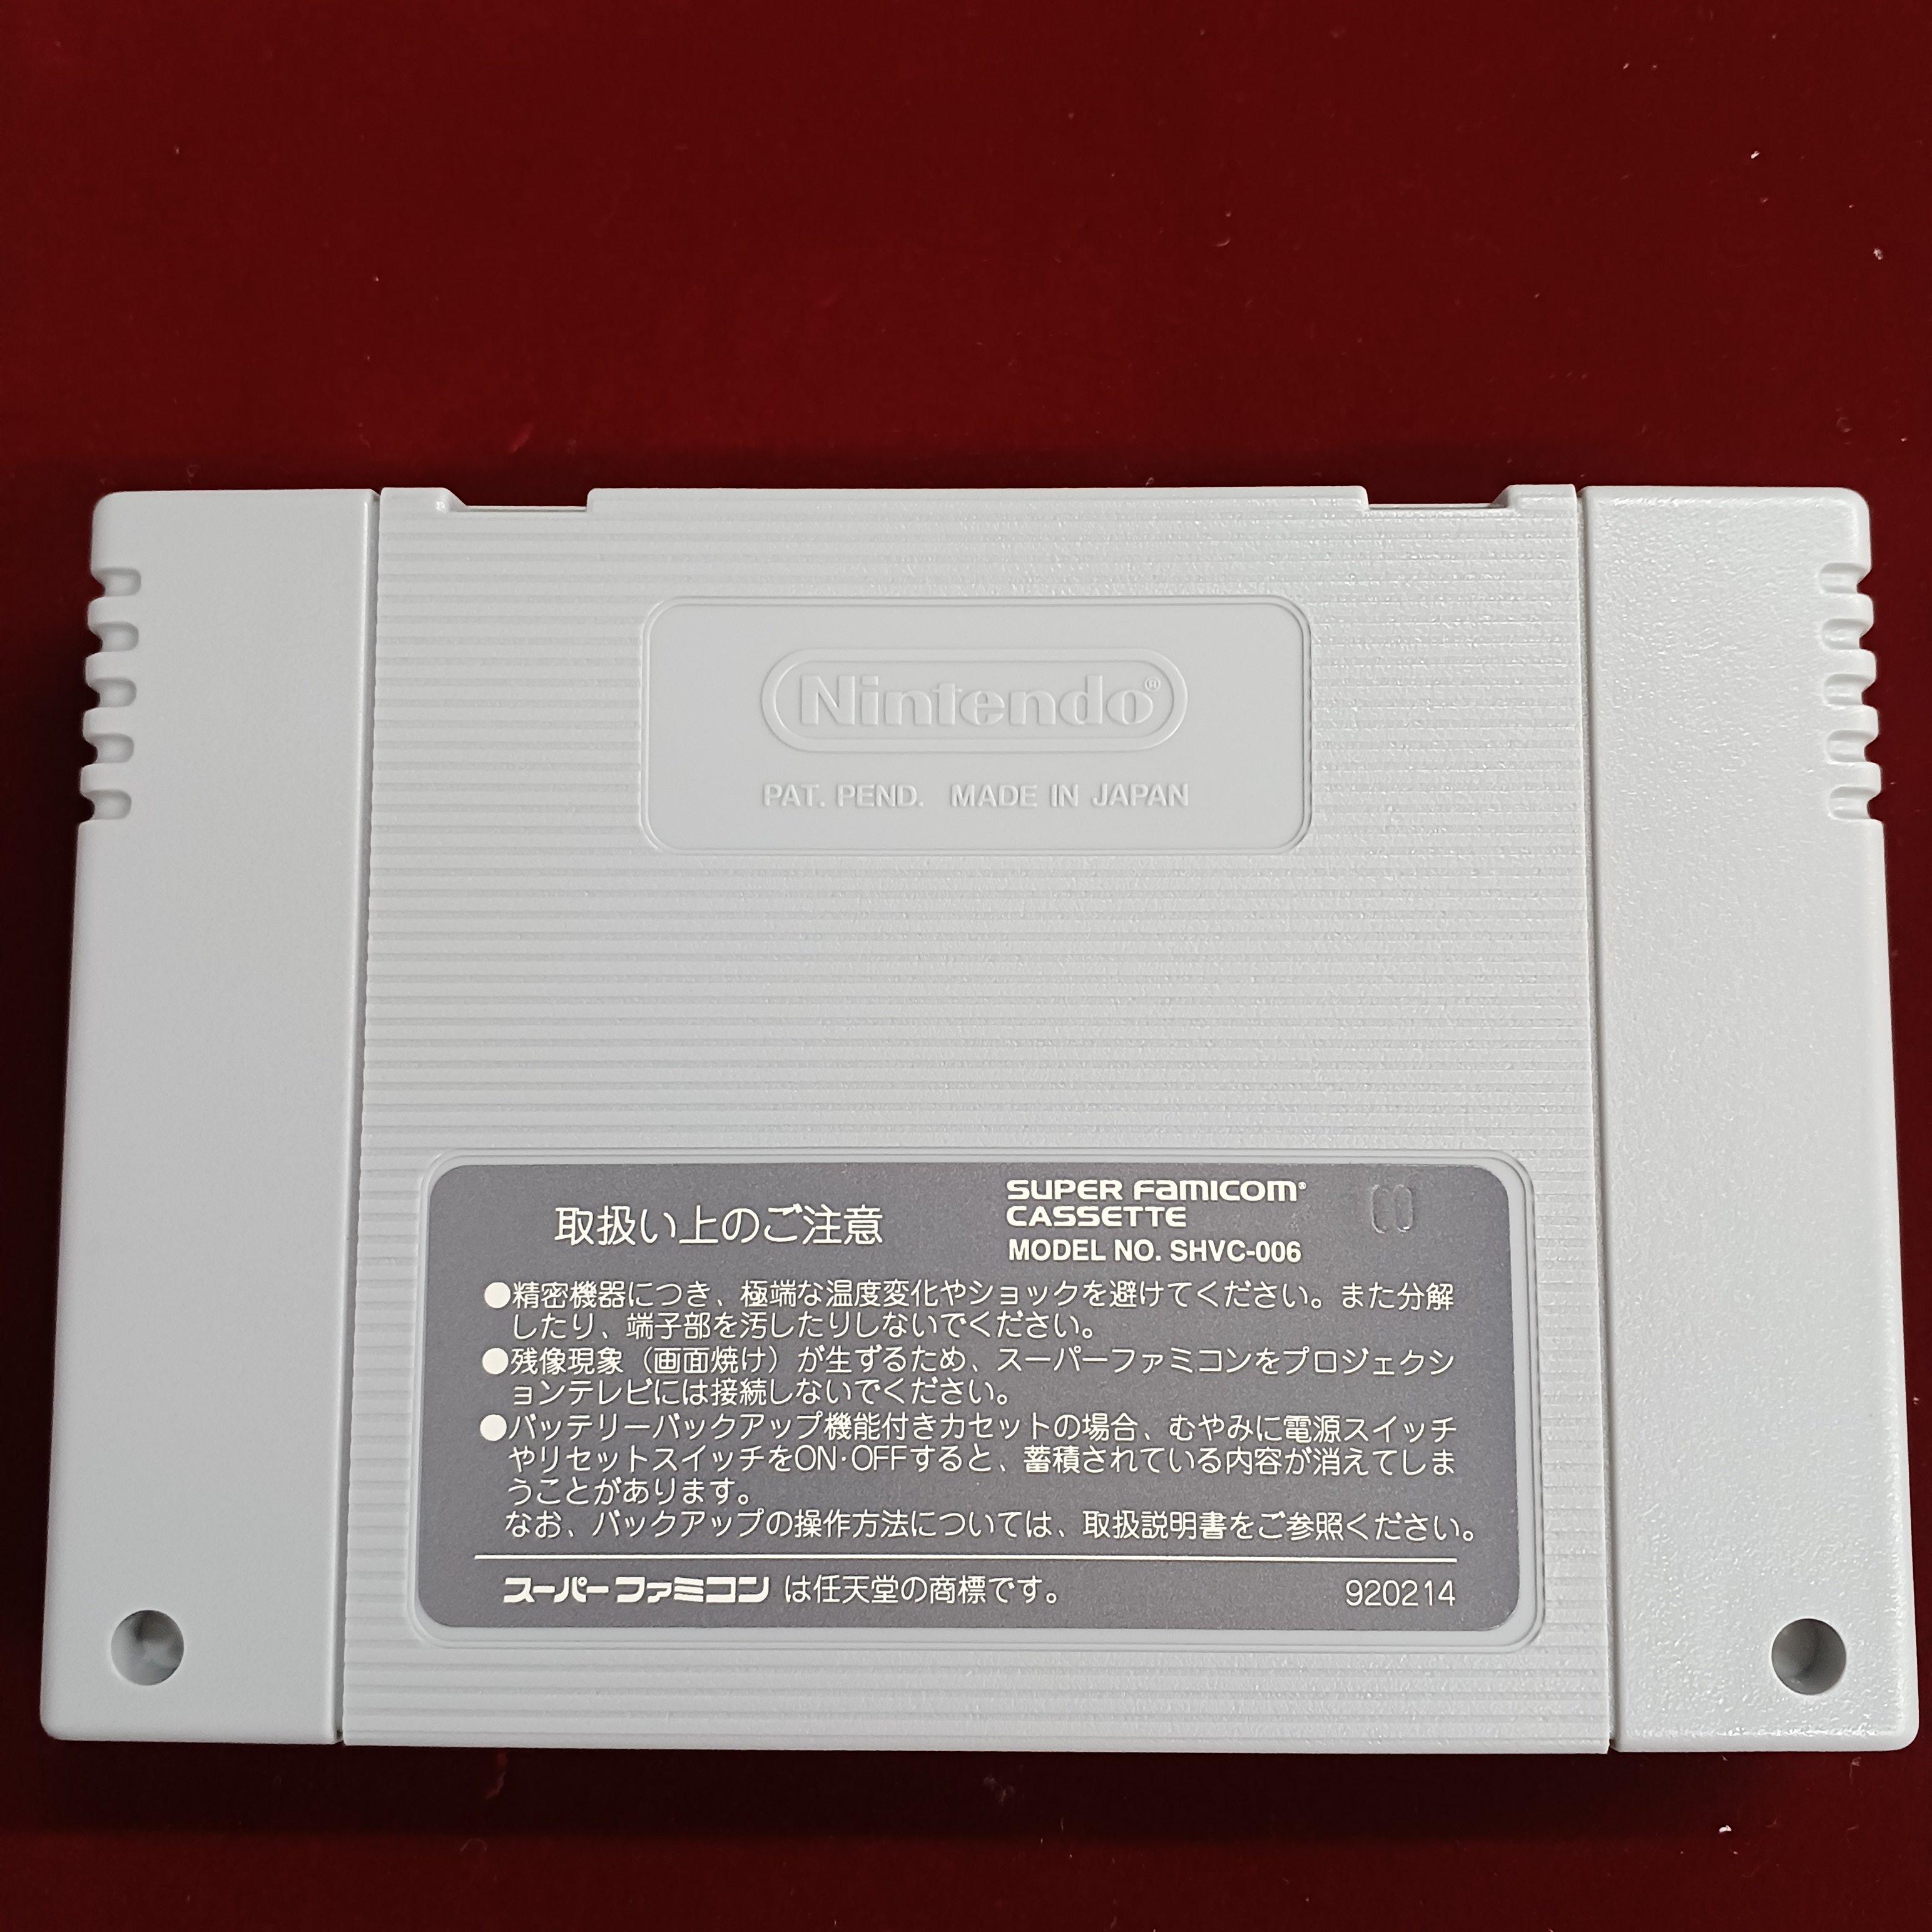 Nintendo®
PAT. PEND. MADE IN JAPAN
取扱い上のご注意
SUPER FAMICOM®
CASSETTE
MODEL NO. SHVC-006
00
●精密機器につき、極端な温度変化やショックを避けてください。また分解
したり、端子部を汚したりしないでください。
●残像現象（画面焼け）が生ずるため、スーパーファミコンをプロジェクシ
ョンテレビには接続しないでください。
●バッテリーバックアップ機能付きカセットの場合、むやみに電源スイッチ
やリセットスイッチをON·OFFすると、蓄積されている内容が消えてしま
うことがあります。
なお、バックアップの操作方法については、取扱説明書をご参照ください。
スーパーファミコン は任天堂の商標です。
920214